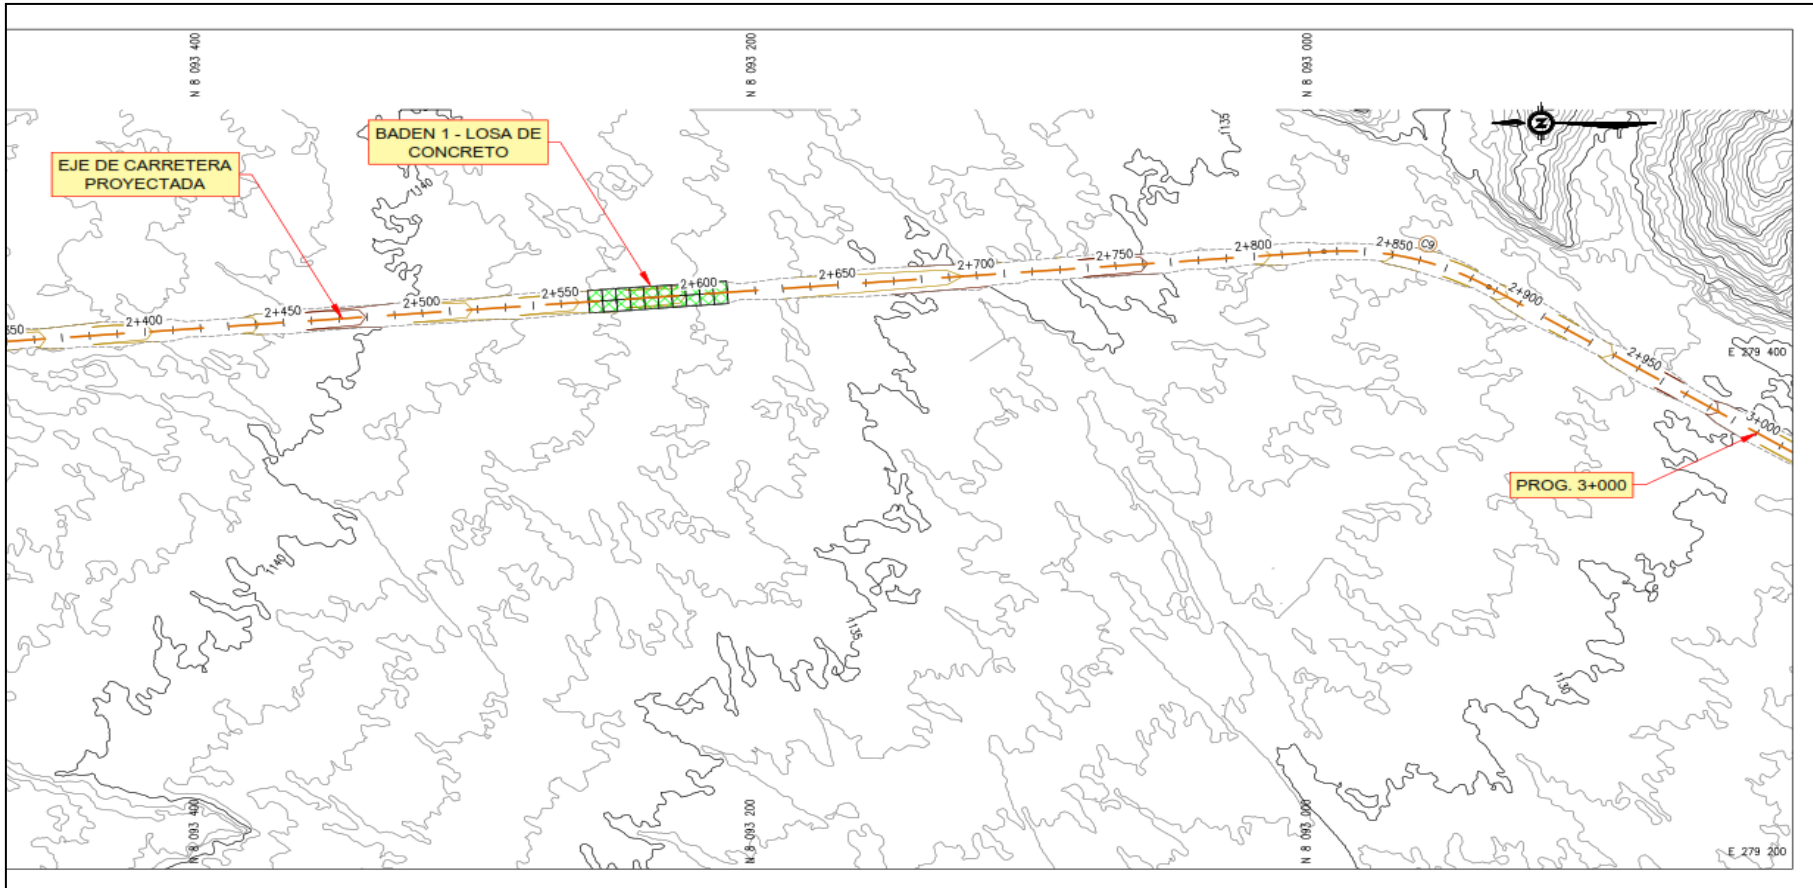 N 8 093 400
N 8 093 200
N 8 093 000
BADEN 1 - LOSA DE
CONCRETO
EJE DE CARRETERA
PROYECTADA
1140
1135
Z
2+400
2+450
2+500
2+550
2+600
2+650
2+700
2+750
2+800
2+850
C9
2+900
2+950
3+000
E 279 400
PROG. 3+000
1140
1135
1130
N 8 093 400
N 8 093 200
N 8 093 000
E 279 200